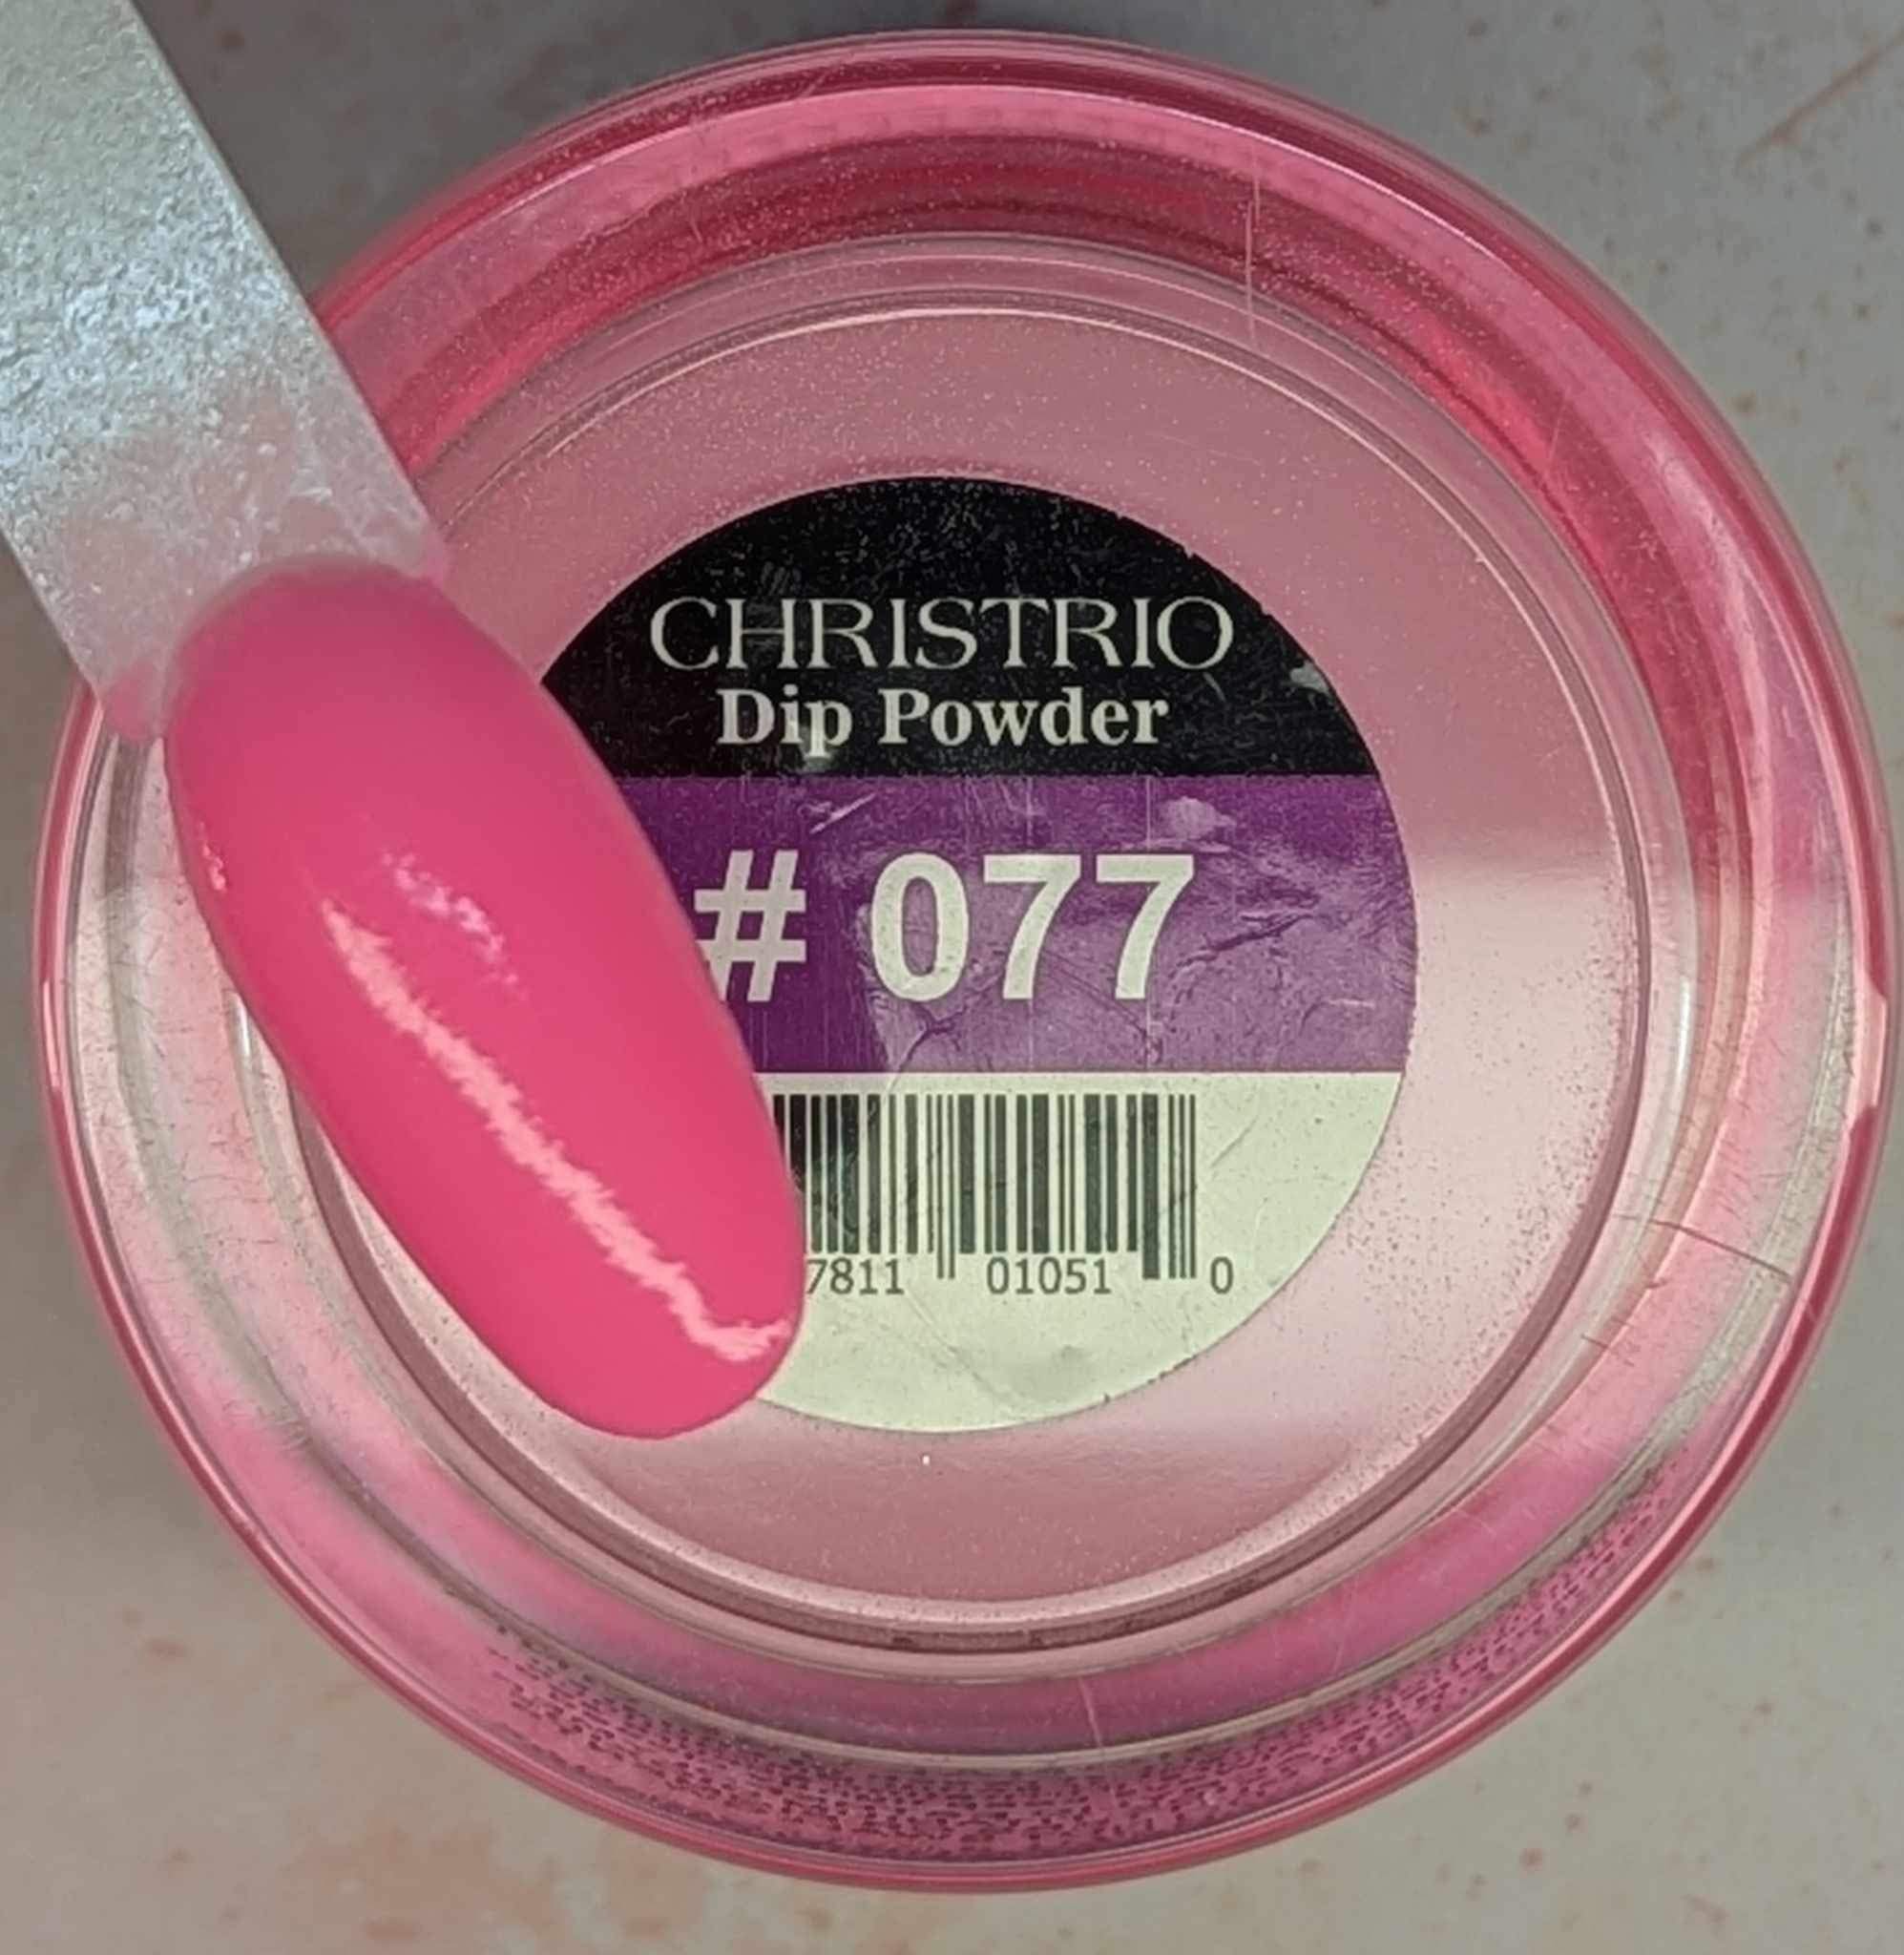 CHRISTRIO
Dip Powder
# 077
7811 01051 0